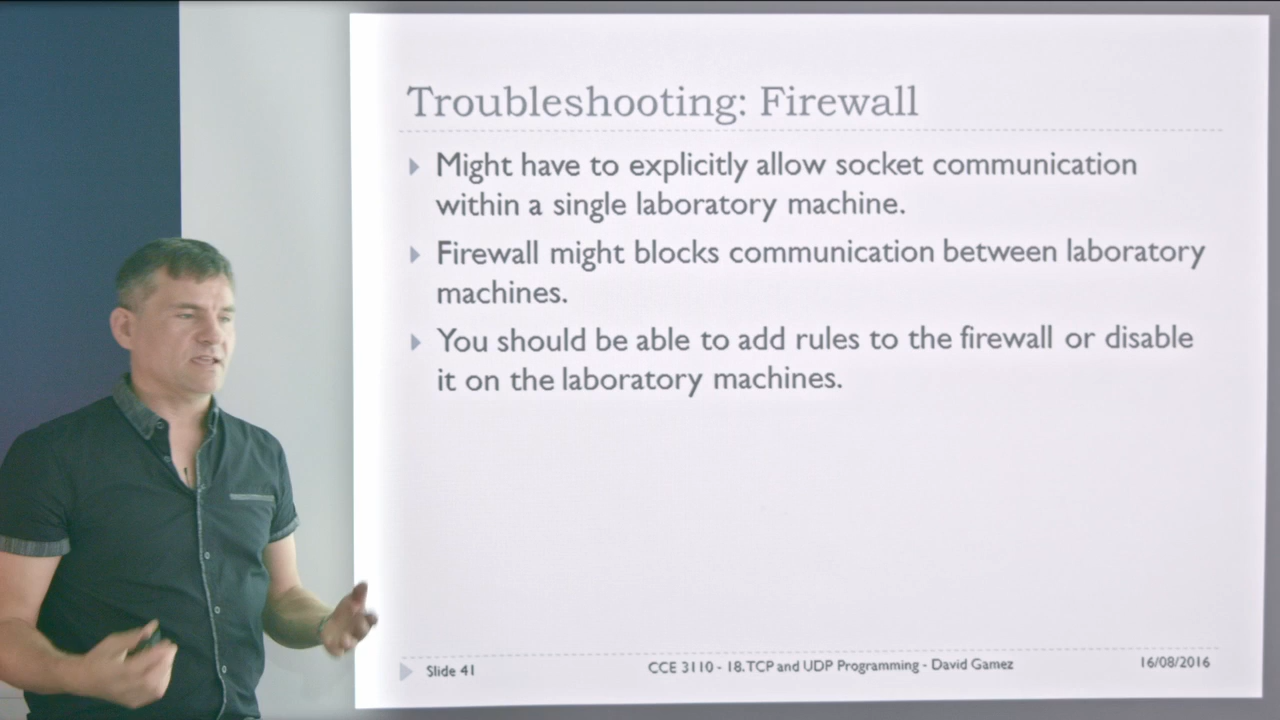 Troubleshooting: Firewall
Might have to explicitly allow socket communication
within a single laboratory machine.
Firewall might blocks communication between laboratory
machines.
You should be able to add rules to the firewall or disable
it on the laboratory machines.
Slide 41
CCE 3110 - 18. TCP and UDP Programming - David Gamez
16/08/2016